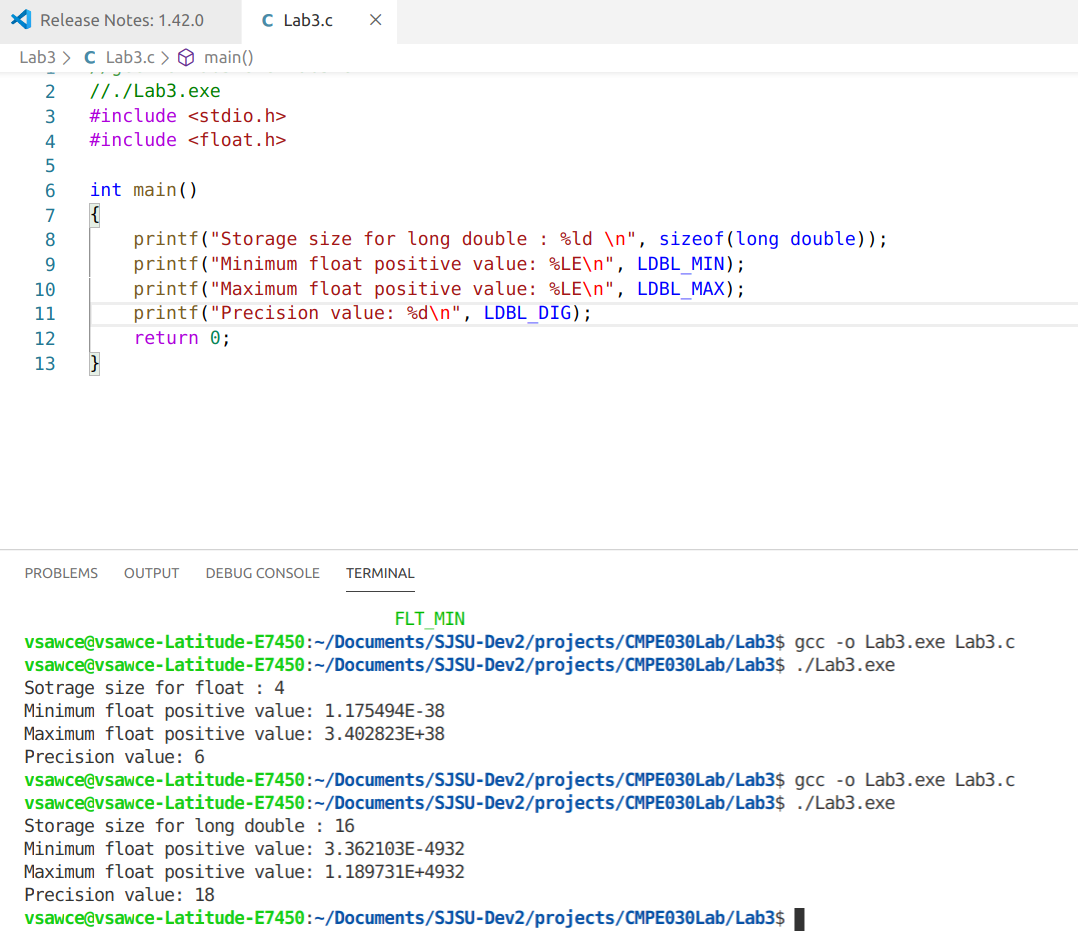 Release Notes: 1.42.0
C Lab3.c ×
Lab3 > C Lab3.c > main()
2 //./Lab3.exe
3 #include <stdio.h>
4 #include <float.h>
5
6 int main()
7 {
8 printf("Storage size for long double : %ld \n", sizeof(long double));
9 printf("Minimum float positive value: %LE\n", LDBL_MIN);
10 printf("Maximum float positive value: %LE\n", LDBL_MAX);
11 printf("Precision value: %d\n", LDBL_DIG);
12 return 0;
13 }
PROBLEMS OUTPUT DEBUG CONSOLE TERMINAL
FLT_MIN
vsawce@vsawce-Latitude-E7450:~/Documents/SJSU-Dev2/projects/CMPE030Lab/Lab3$ gcc -o Lab3.exe Lab3.c
vsawce@vsawce-Latitude-E7450:~/Documents/SJSU-Dev2/projects/CMPE030Lab/Lab3$ ./Lab3.exe
Sotrage size for float : 4
Minimum float positive value: 1.175494E-38
Maximum float positive value: 3.402823E+38
Precision value: 6
vsawce@vsawce-Latitude-E7450:~/Documents/SJSU-Dev2/projects/CMPE030Lab/Lab3$ gcc -o Lab3.exe Lab3.c
vsawce@vsawce-Latitude-E7450:~/Documents/SJSU-Dev2/projects/CMPE030Lab/Lab3$ ./Lab3.exe
Storage size for long double : 16
Minimum float positive value: 3.362103E-4932
Maximum float positive value: 1.189731E+4932
Precision value: 18
vsawce@vsawce-Latitude-E7450:~/Documents/SJSU-Dev2/projects/CMPE030Lab/Lab3$